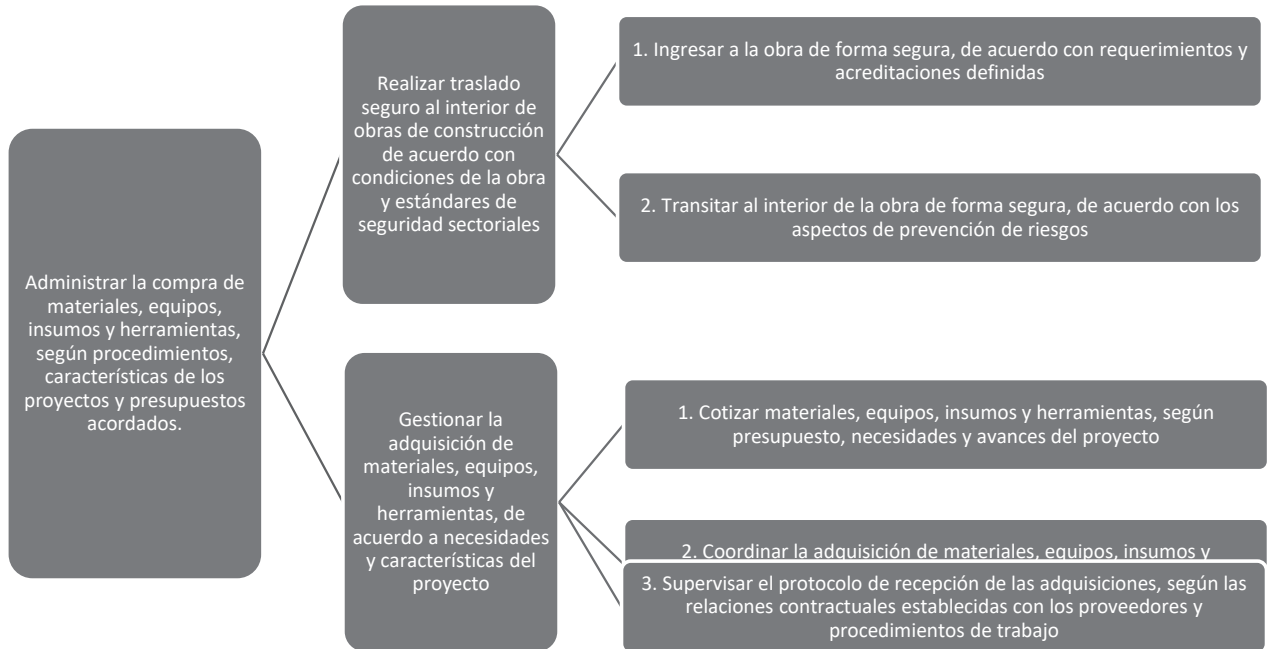 Administrar la compra de
materiales, equipos,
insumos y herramientas,
según procedimientos,
características de los
proyectos y presupuestos
acordados.
Realizar traslado
seguro al interior de
obras de construcción
de acuerdo con
condiciones de la obra
y estándares de
seguridad sectoriales
1. Ingresar a la obra de forma segura, de acuerdo con requerimientos y
acreditaciones definidas
2. Transitar al interior de la obra de forma segura, de acuerdo con los
aspectos de prevención de riesgos
Gestionar la
adquisición de
materiales, equipos,
insumos y
herramientas, de
acuerdo a necesidades
y características del
proyecto
1. Cotizar materiales, equipos, insumos y herramientas, según
presupuesto, necesidades y avances del proyecto
2. Coordinar la adquisición de materiales, equipos, insumos y
3. Supervisar el protocolo de recepción de las adquisiciones, según las
relaciones contractuales establecidas con los proveedores y
procedimientos de trabajo